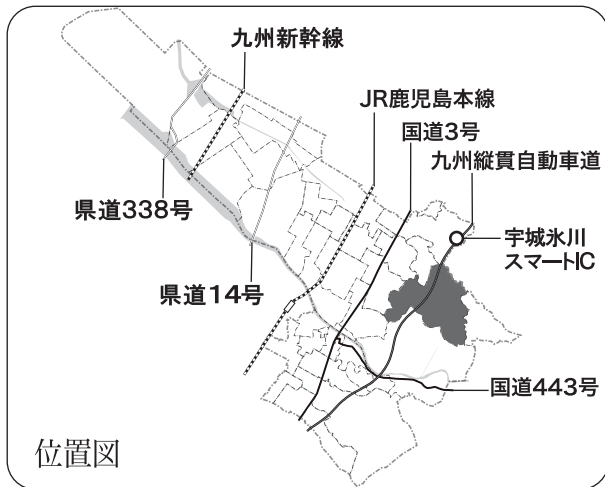 九州新幹線
JR鹿児島本線
国道3号
九州縦貫自動車道
県道338号
宇城氷川
スマートIC
県道14号
国道443号
位置図